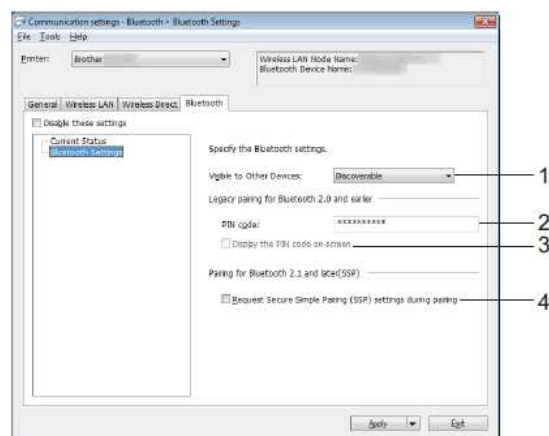 Communication settings - Bluetooth > Bluetooth Settings
File Tools Help
Printer: Brother
Wireless LAN Node Name:
Bluetooth Device Name:
General Wireless LAN Wireless Direct Bluetooth
Disable these settings
Current Status
Bluetooth Settings
Specify the Bluetooth settings.
Visible to Other Devices: Discoverable 1
Legacy pairing for Bluetooth 2.0 and earlier
PIN code: ********** 2
Display the PIN code on screen 3
Pairing for Bluetooth 2.1 and later(SSP)
Request Secure Simple Pairing (SSP) settings during pairing 4
Apply Exit